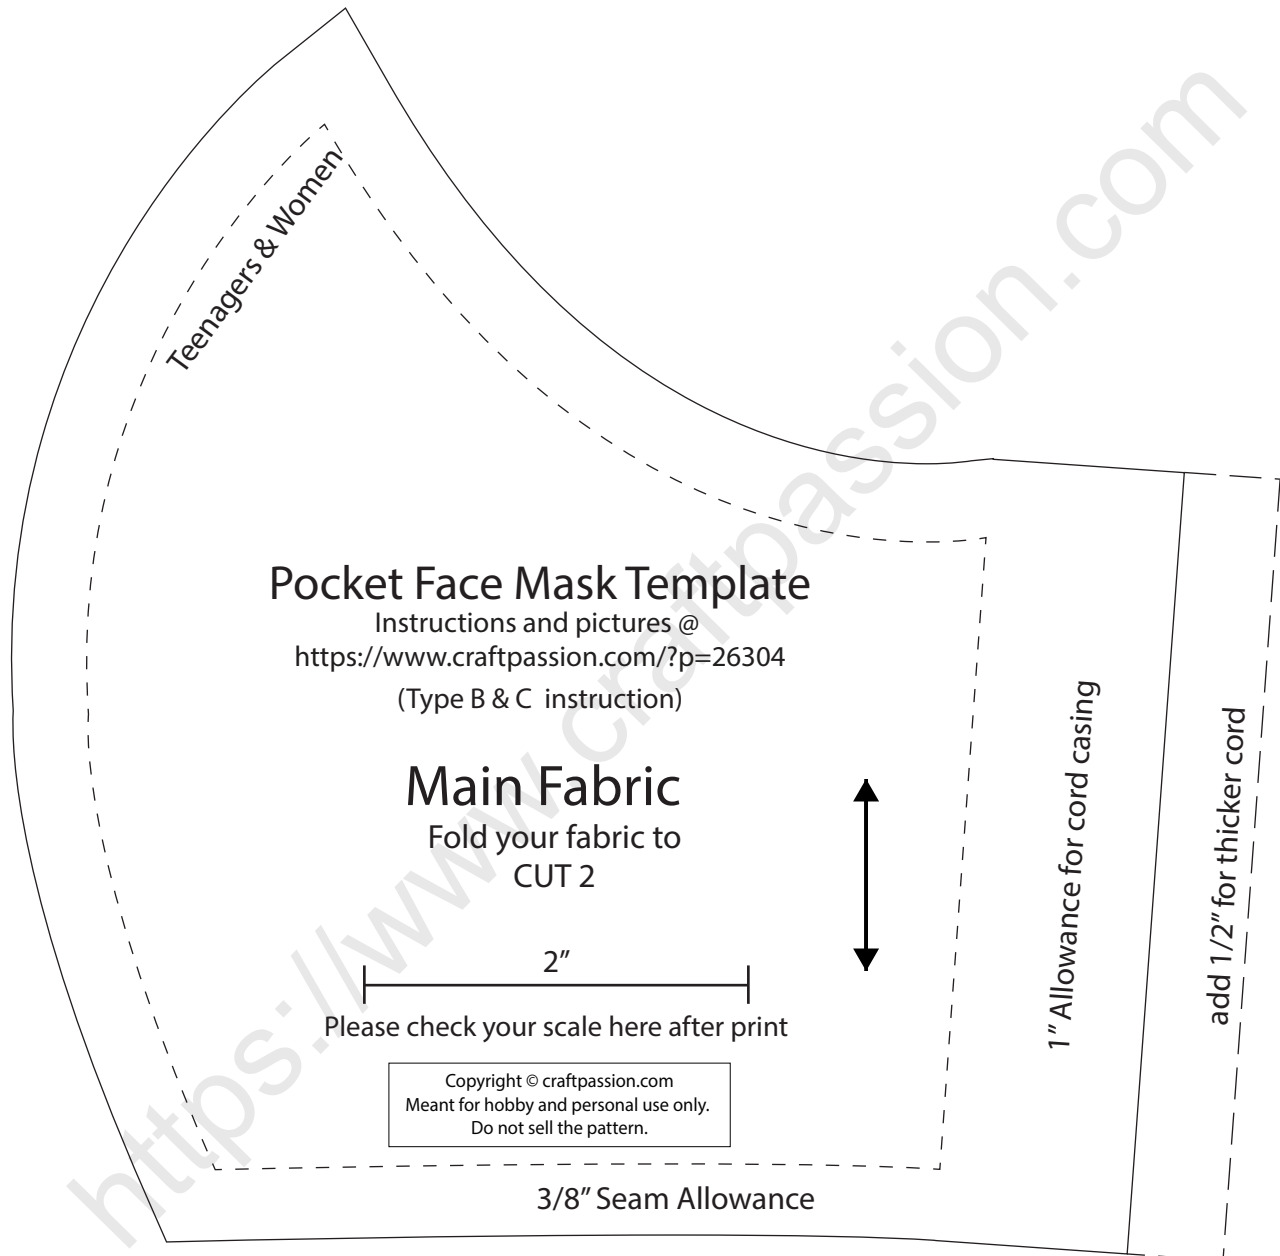 Teenagers & Women
Pocket Face Mask Template
Instructions and pictures @
https://www.craftpassion.com/?p=26304
(Type B & C instruction)
Main Fabric
Fold your fabric to
CUT 2
2”
Please check your scale here after print
Copyright © craftpassion.com
Meant for hobby and personal use only.
Do not sell the pattern.
3/8” Seam Allowance
1” Allowance for cord casing
add 1/2” for thicker cord
https://www.craftpassion.com